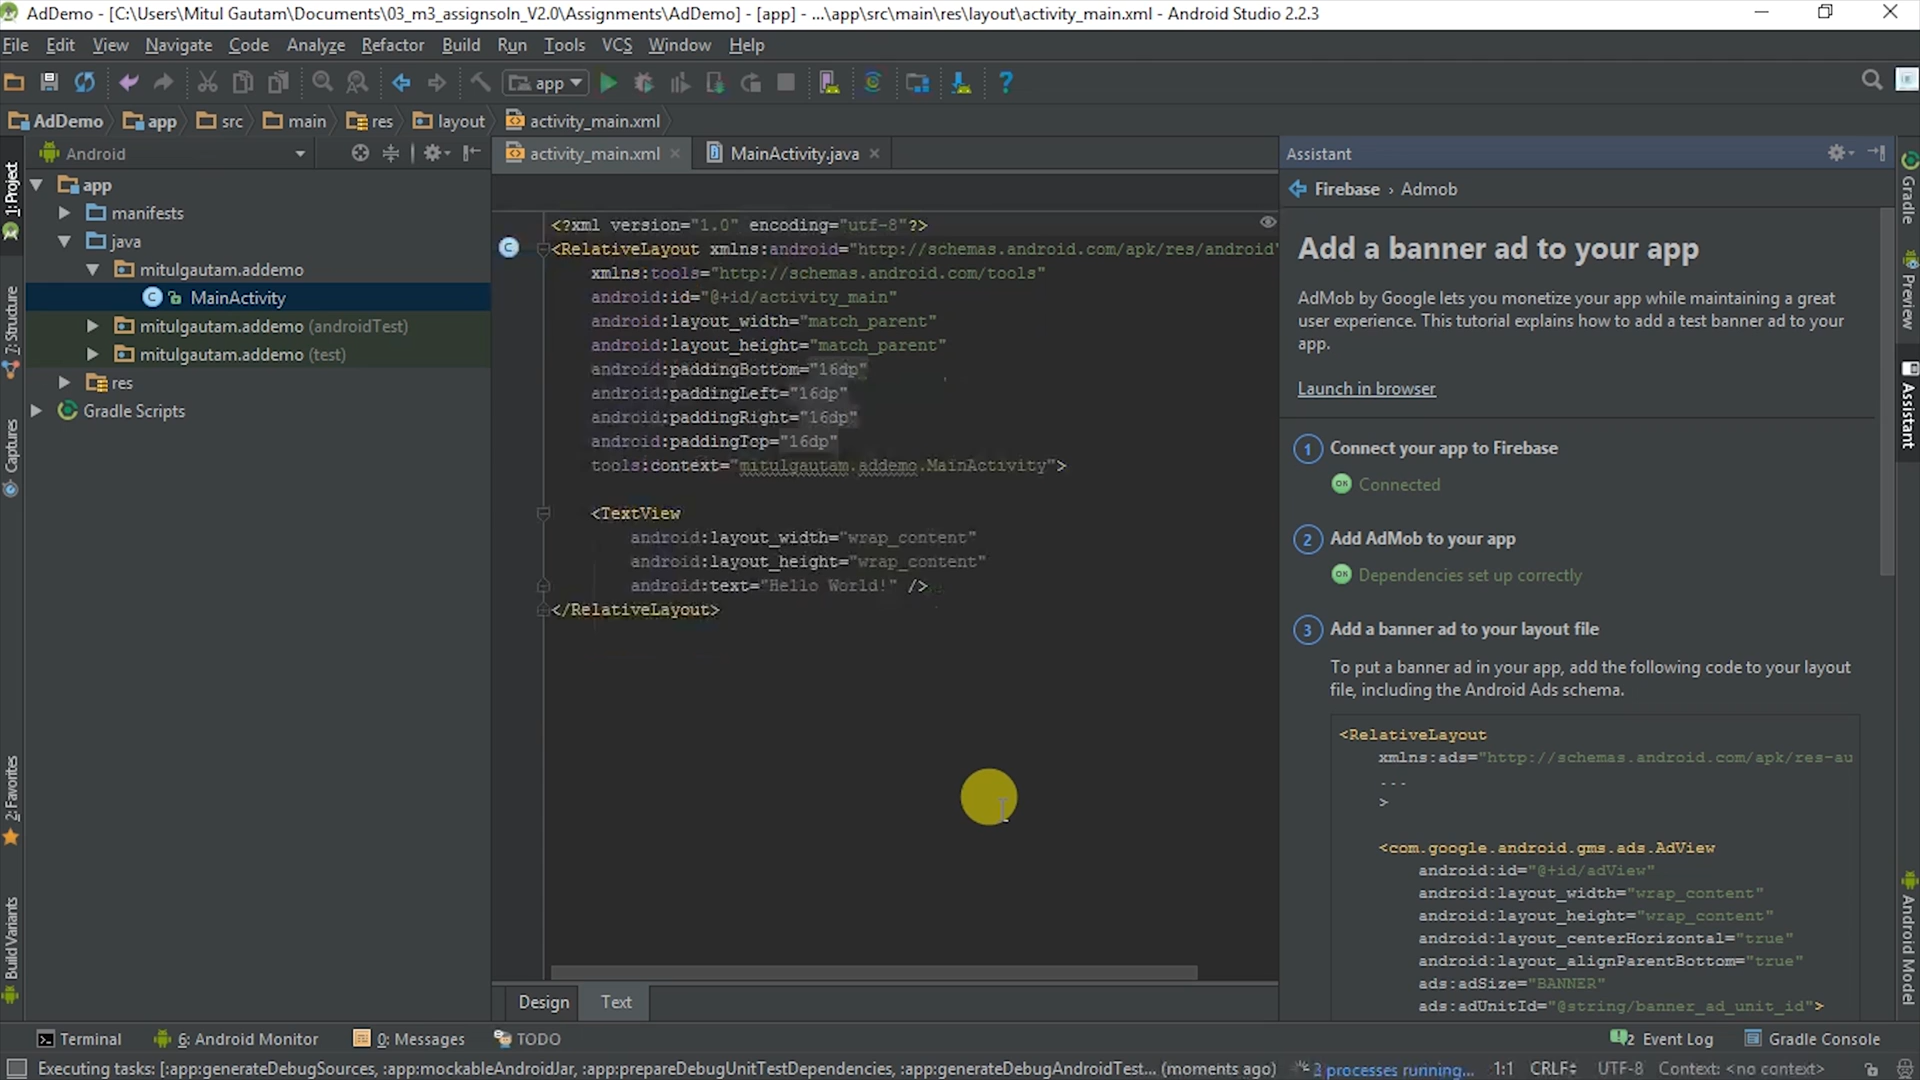 AdDemo - [C:\Users\Mitul Gautam\Documents\03_m3_assignsoln_V2.0\Assignments\AdDemo] - [app] - ...\app\src\main\res\layout\activity_main.xml - Android Studio 2.2.3
File Edit View Navigate Code Analyze Refactor Build Run Tools VCS Window Help
app
AdDemo app src main res layout activity_main.xml
Android
activity_main.xml MainActivity.java
1: Project
7: Structure
Captures
2: Favorites
Build Variants
app
manifests
java
mitulgautam.addemo
MainActivity
mitulgautam.addemo (androidTest)
mitulgautam.addemo (test)
res
Gradle Scripts
<?xml version="1.0" encoding="utf-8"?>
<RelativeLayout xmlns:android="http://schemas.android.com/apk/res/android"
xmlns:tools="http://schemas.android.com/tools"
android:id="@+id/activity_main"
android:layout_width="match_parent"
android:layout_height="match_parent"
android:paddingBottom="16dp"
android:paddingLeft="16dp"
android:paddingRight="16dp"
android:paddingTop="16dp"
tools:context="mitulgautam.addemo.MainActivity">
<TextView
android:layout_width="wrap_content"
android:layout_height="wrap_content"
android:text="Hello World!" />
</RelativeLayout>
Design Text
Assistant
Firebase › Admob
Add a banner ad to your app
AdMob by Google lets you monetize your app while maintaining a great
user experience. This tutorial explains how to add a test banner ad to your
app.
Launch in browser
1 Connect your app to Firebase
OK Connected
2 Add AdMob to your app
OK Dependencies set up correctly
3 Add a banner ad to your layout file
To put a banner ad in your app, add the following code to your layout
file, including the Android Ads schema.
<RelativeLayout
xmlns:ads="http://schemas.android.com/apk/res-au
...
>
<com.google.android.gms.ads.AdView
android:id="@+id/adView"
android:layout_width="wrap_content"
android:layout_height="wrap_content"
android:layout_centerHorizontal="true"
android:layout_alignParentBottom="true"
ads:adSize="BANNER"
ads:adUnitId="@string/banner_ad_unit_id">
Gradle
Preview
Assistant
Android Model
Terminal 6: Android Monitor 0: Messages TODO 2 Event Log Gradle Console
Executing tasks: [:app:generateDebugSources, :app:mockableAndroidJar, :app:prepareDebugUnitTestDependencies, :app:generateDebugAndroidTest... (moments ago) 3 processes running... 1:1 CRLF UTF-8 Context: <no context>